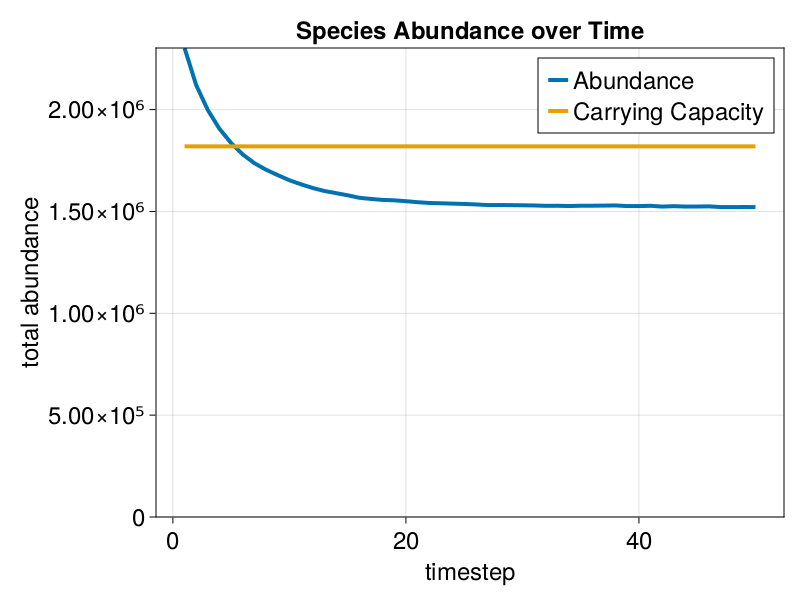 Species Abundance over Time
Abundance
Carrying Capacity
2.00×10⁶
1.50×10⁶
1.00×10⁶
5.00×10⁵
0
total abundance
0 20 40
timestep